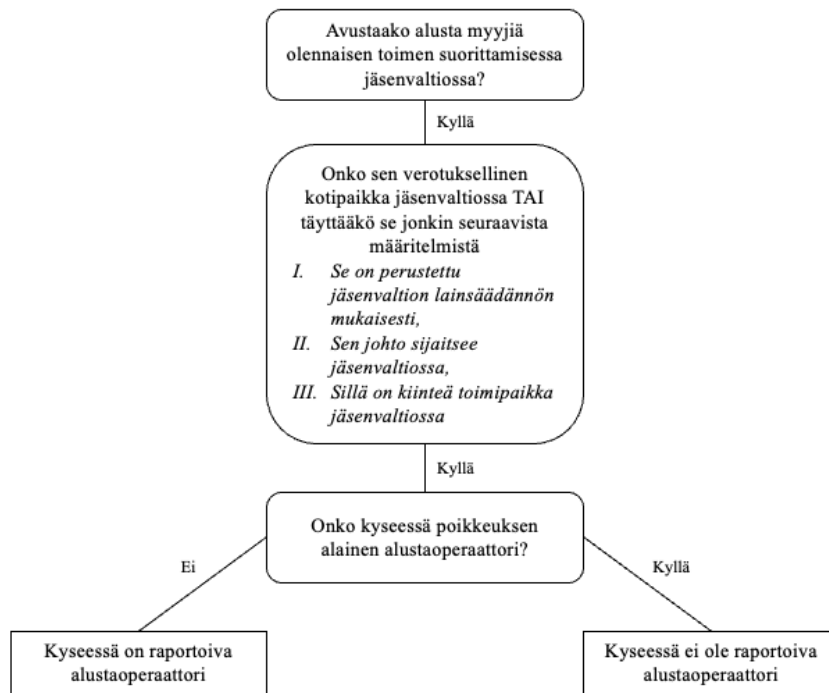 Avustaako alusta myyjiä
olennaisen toimen suorittamisessa
jäsenvaltiossa?
Kyllä
Onko sen verotuksellinen
kotipaikka jäsenvaltiossa TAI
täyttääkö se jonkin seuraavista
määritelmistä
I. Se on perustettu
jäsenvaltion lainsäädännön
mukaisesti,
II. Sen johto sijaitsee
jäsenvaltiossa,
III. Sillä on kiinteä toimipaikka
jäsenvaltiossa
Kyllä
Onko kyseessä poikkeuksen
alainen alustaoperaattori?
Ei
Kyllä
Kyseessä on raportoiva
alustaoperaattori
Kyseessä ei ole raportoiva
alustaoperaattori